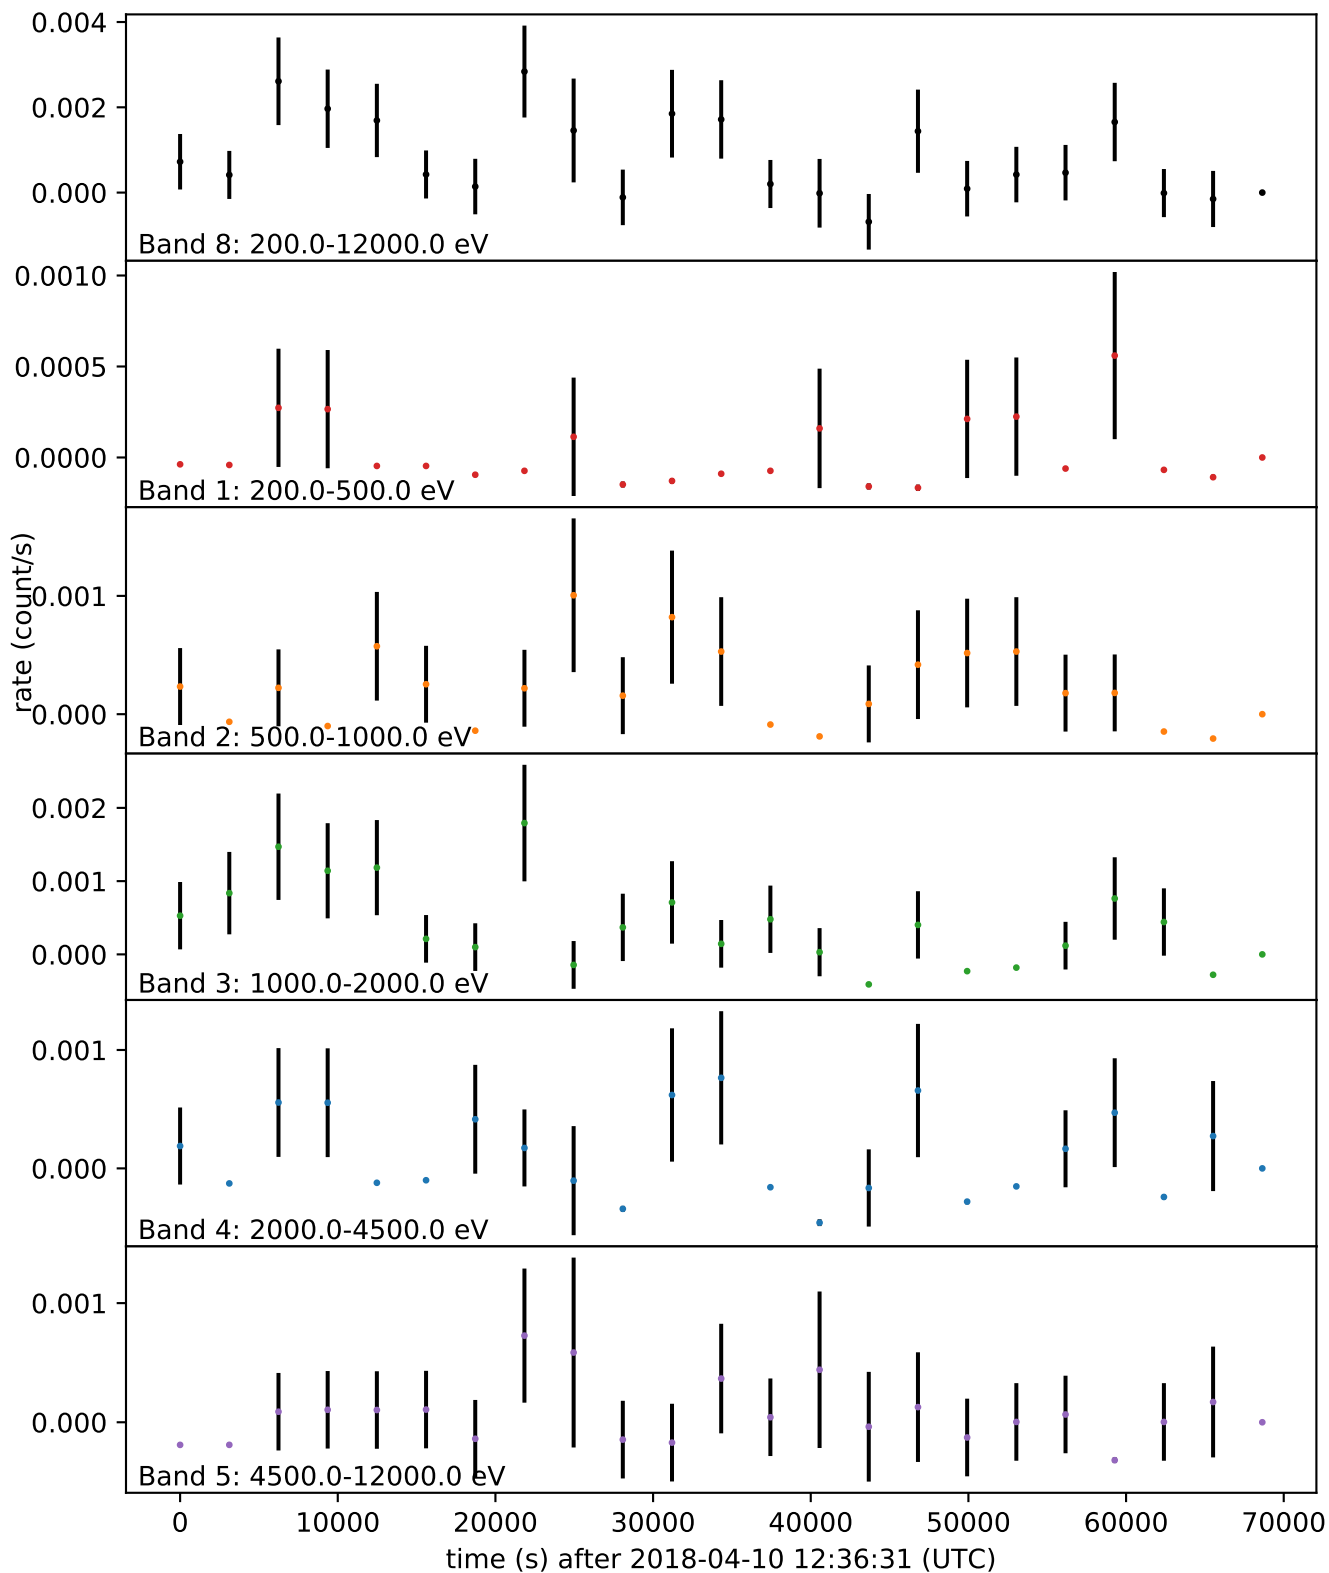 0.004
0.002
0.000
Band 8: 200.0-12000.0 eV
0.0010
0.0005
0.0000
Band 1: 200.0-500.0 eV
rate (count/s)
0.001
0.000
Band 2: 500.0-1000.0 eV
0.002
0.001
0.000
Band 3: 1000.0-2000.0 eV
0.001
0.000
Band 4: 2000.0-4500.0 eV
0.001
0.000
Band 5: 4500.0-12000.0 eV
0 10000 20000 30000 40000 50000 60000 70000
time (s) after 2018-04-10 12:36:31 (UTC)